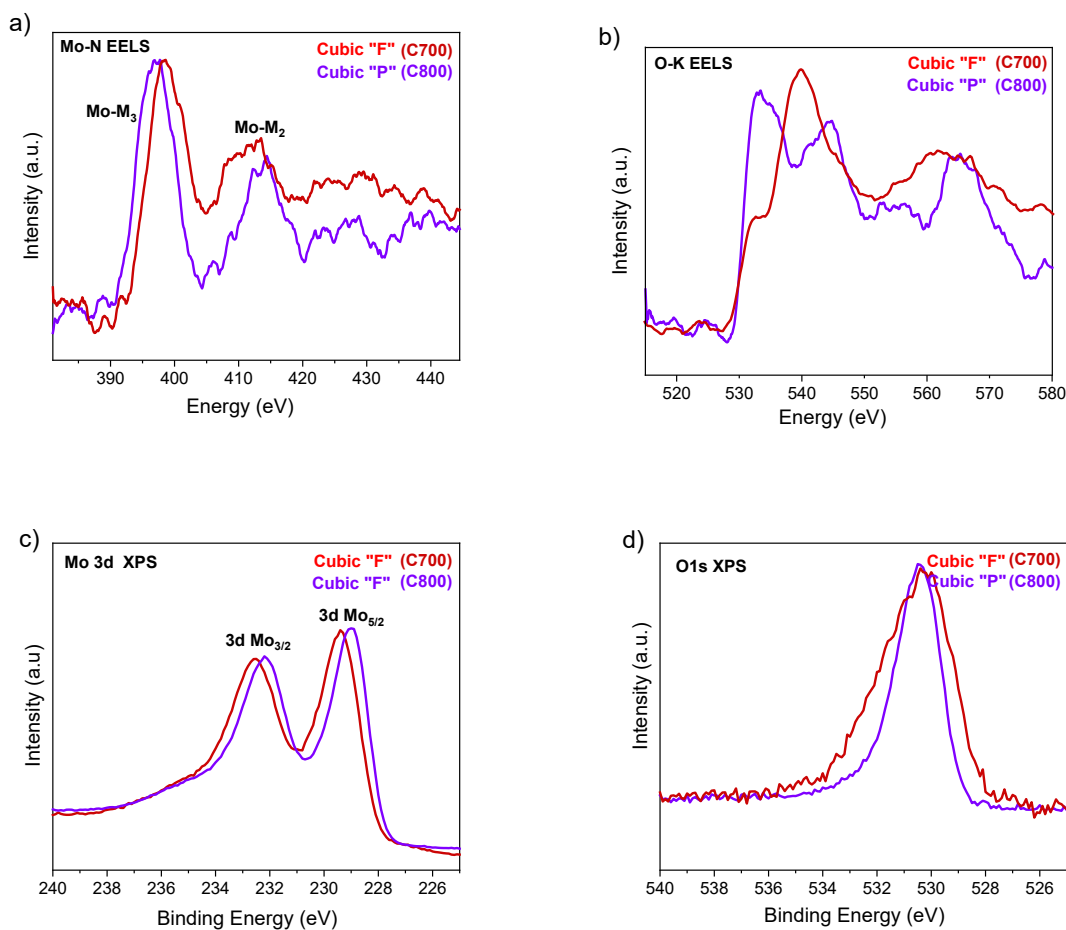 a)
Mo-N EELS
Cubic "F" (C700)
Cubic "P" (C800)
Mo-M3
Mo-M2
Intensity (a.u.)
390 400 410 420 430 440
Energy (eV)
b)
O-K EELS
Cubic "F" (C700)
Cubic "P" (C800)
Intensity (a.u.)
520 530 540 550 560 570 580
Energy (eV)
c)
Mo 3d XPS
Cubic "F" (C700)
Cubic "F" (C800)
3d Mo3/2
3d Mo5/2
Intensity (a.u)
240 238 236 234 232 230 228 226
Binding Energy (eV)
d)
O1s XPS
Cubic "F" (C700)
Cubic "P" (C800)
Intensity (a.u.)
540 538 536 534 532 530 528 526
Binding Energy (eV)